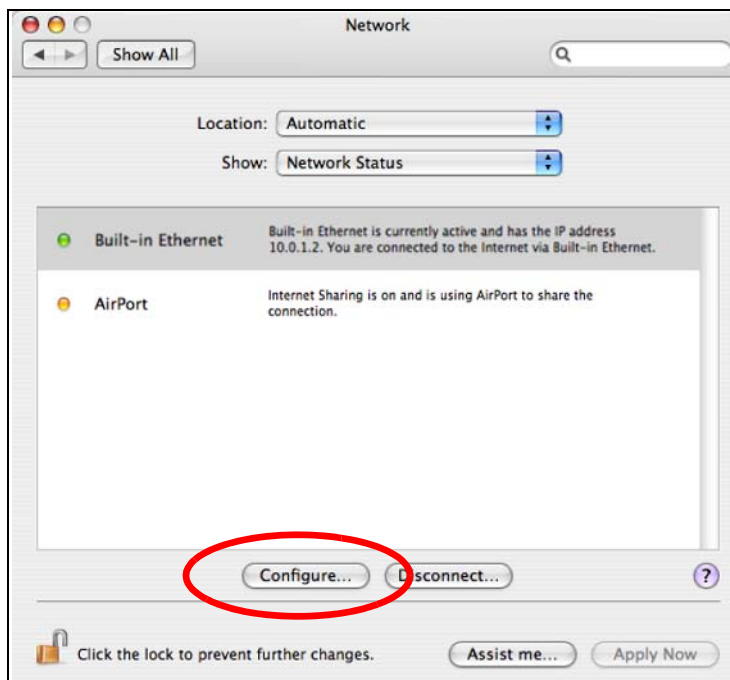 Network
Show All
Location: Automatic
Show: Network Status
Built-in Ethernet
Built-in Ethernet is currently active and has the IP address
10.0.1.2. You are connected to the Internet via Built-in Ethernet.
AirPort
Internet Sharing is on and is using AirPort to share the
connection.
Configure... Disconnect... ?
Click the lock to prevent further changes. Assist me... Apply Now